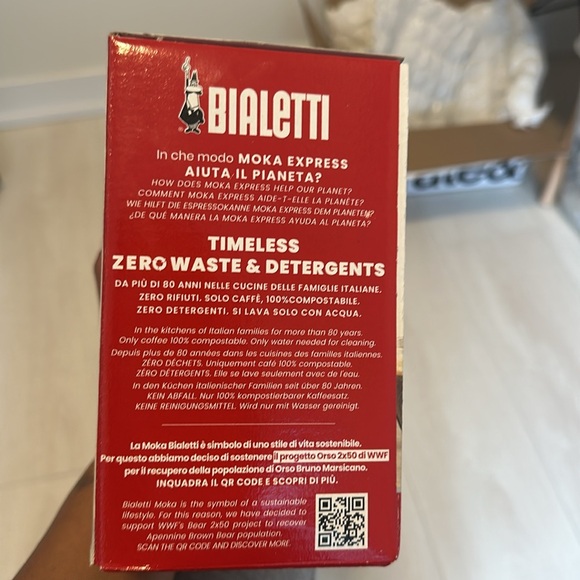 BIALETTI
In che modo MOKA EXPRESS
AIUTA IL PIANETA?
HOW DOES MOKA EXPRESS HELP OUR PLANET?
COMMENT MOKA EXPRESS AIDE-T-ELLE LA PLANÈTE?
WIE HILFT DIE ESPRESSOKANNE MOKA EXPRESS DEM PLANETEN?
¿DE QUÉ MANERA LA MOKA EXPRESS AYUDA AL PLANETA?
TIMELESS
ZERO WASTE & DETERGENTS
DA PIÙ DI 80 ANNI NELLE CUCINE DELLE FAMIGLIE ITALIANE.
ZERO RIFIUTI. SOLO CAFFÈ, 100%COMPOSTABILE.
ZERO DETERGENTI. SI LAVA SOLO CON ACQUA.
In the kitchens of Italian families for more than 80 years.
Only coffee 100% compostable. Only water needed for cleaning.
Depuis plus de 80 années dans les cuisines des familles italiennes.
ZÉRO DÉCHETS. Uniquement café 100% compostable.
ZÉRO DÉTERGENTS. Elle se lave seulement avec de l'eau.
In den Küchen italienischer Familien seit über 80 Jahren.
KEIN ABFALL. Nur 100% kompostierbarer Kaffeesatz.
KEINE REINIGUNGSMITTEL. Wird nur mit Wasser gereinigt.
La Moka Bialetti è simbolo di uno stile di vita sostenibile.
Per questo abbiamo deciso di sostenere il progetto Orso 2x50 di WWF
per il recupero della popolazione di Orso Bruno Marsicano.
INQUADRA IL QR CODE E SCOPRI DI PIÙ.
Bialetti Moka is the symbol of a sustainable
lifestyle. For this reason, we have decided to
support WWF's Bear 2x50 project to recover
Apennine Brown Bear population.
SCAN THE QR CODE AND DISCOVER MORE.